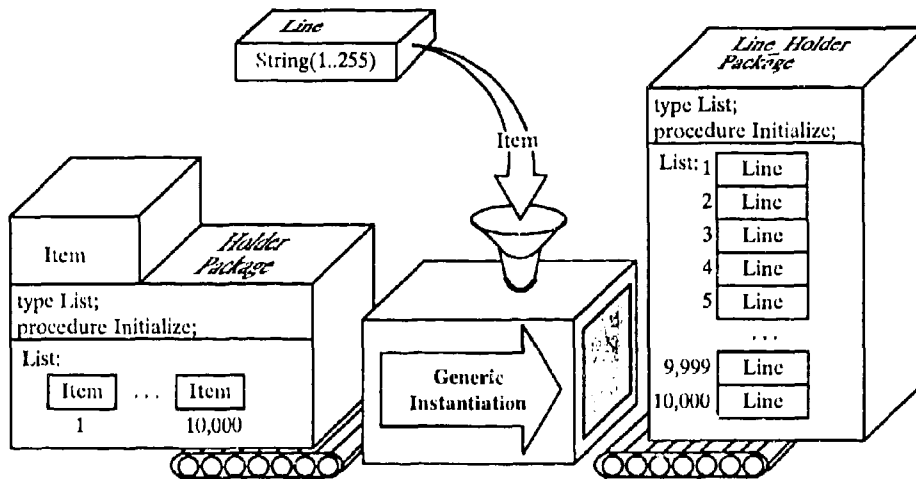 Line
String(1..255)
Item
Line_Holder
Package
type List;
procedure Initialize;
List: 1 Line
2 Line
3 Line
4 Line
5 Line
...
9,999 Line
10,000 Line
Item
Holder
Package
type List;
procedure Initialize;
List:
Item ... Item
1 10,000
Generic
Instantiation